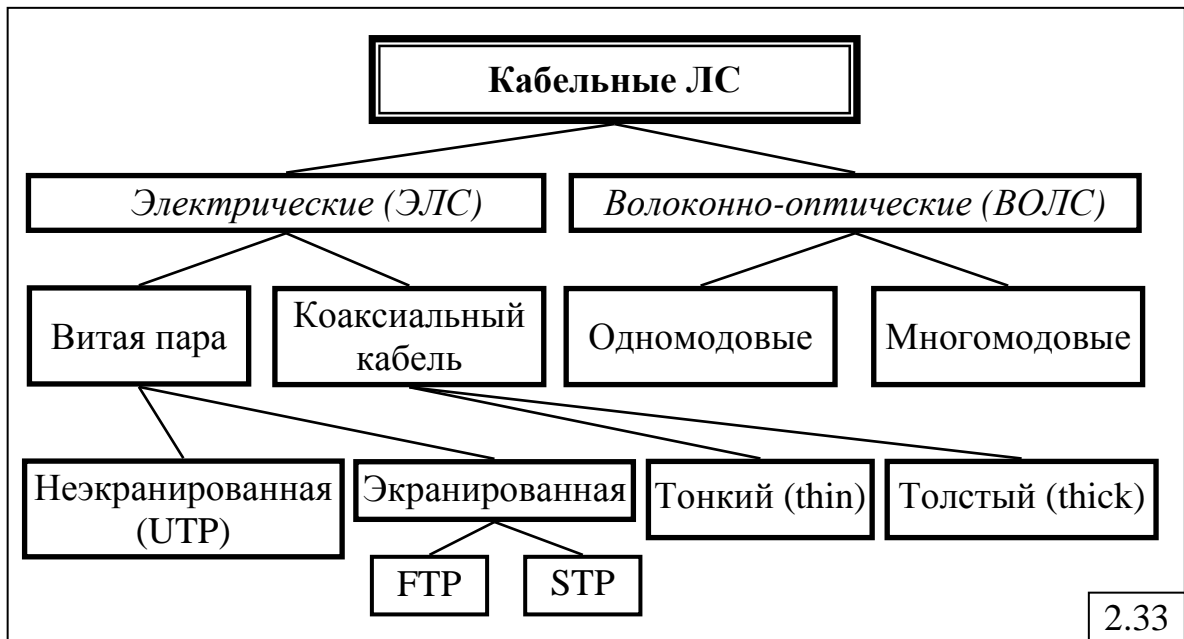 Кабельные ЛС
Электрические (ЭЛС)
Волоконно-оптические (ВОЛС)
Витая пара
Коаксиальный
кабель
Одномодовые
Многомодовые
Неэкранированная
(UTP)
Экранированная
Тонкий (thin)
Толстый (thick)
FTP
STP
2.33